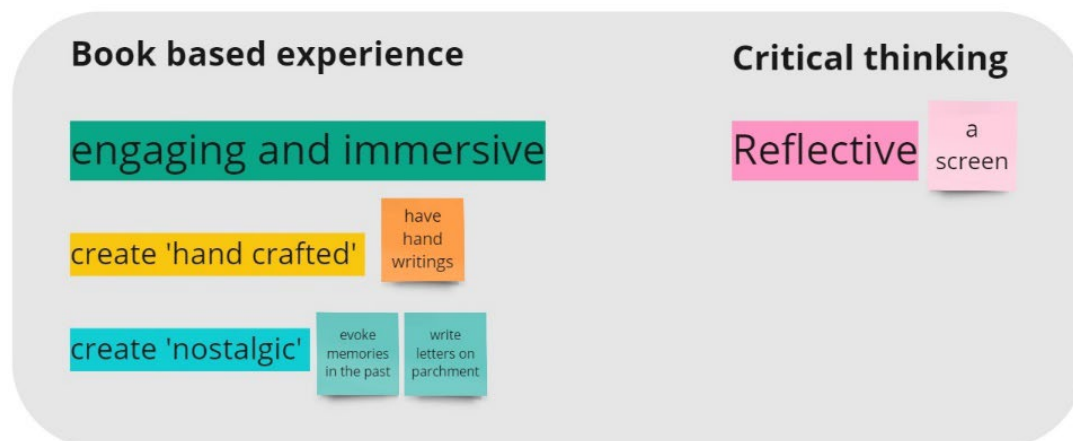 Book based experience
engaging and immersive
create 'hand crafted'
have
hand
writings
create 'nostalgic'
evoke
memories
in the past
write
letters on
parchment
Critical thinking
Reflective
a
screen